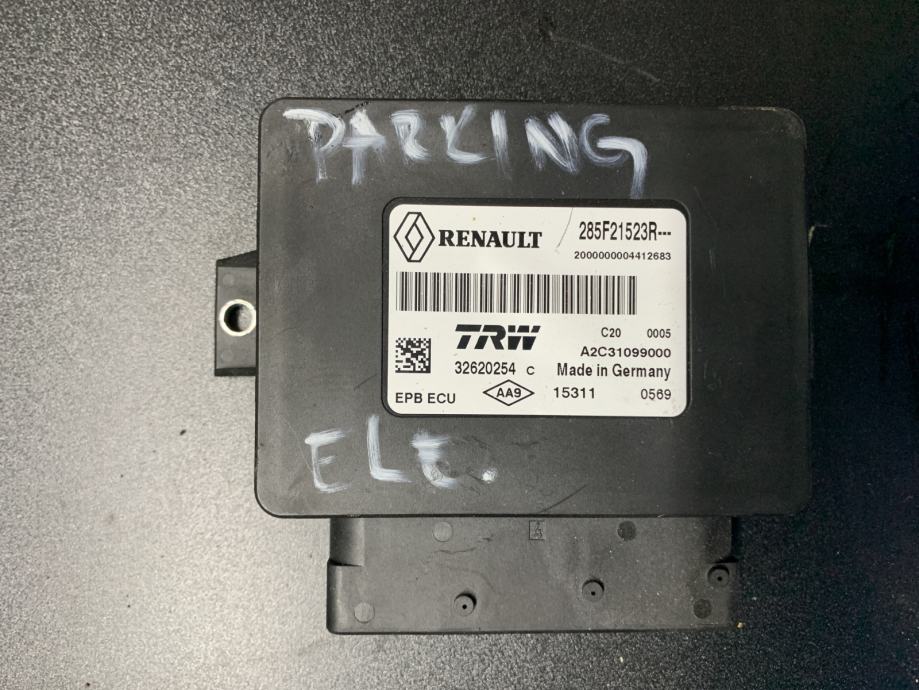 PARKING
RENAULT 285F21523R---
2000000004412683
C20 0005
TRW A2C31099000
32620254 C Made in Germany
EPB ECU AA9 15311 0569
ELE.